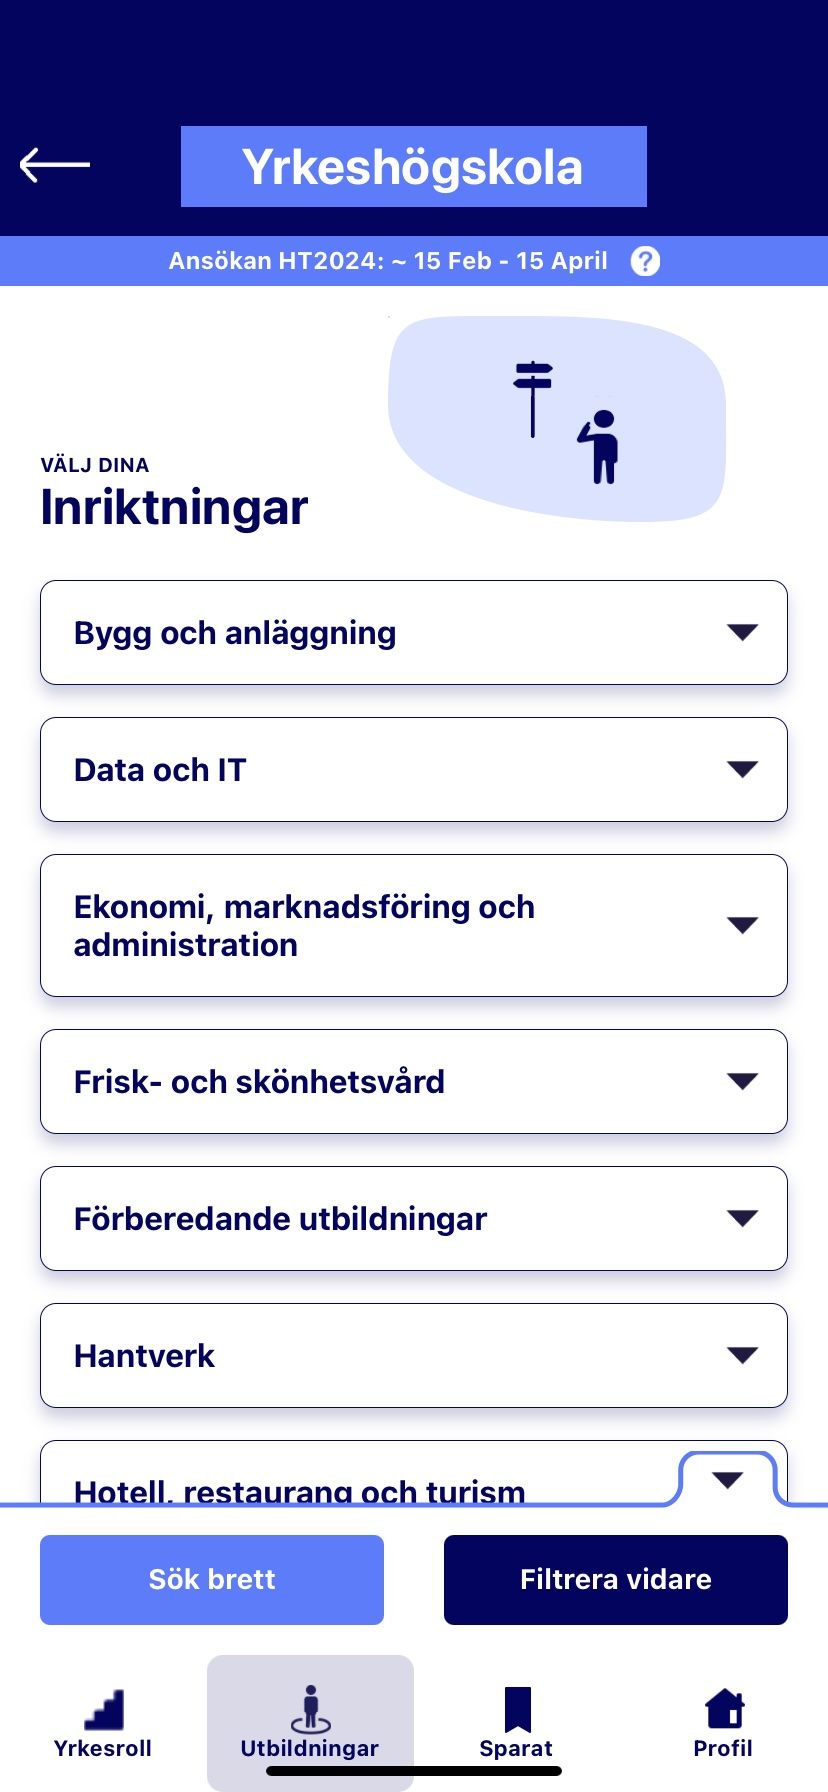 Yrkeshögskola
Ansökan HT2024: ~ 15 Feb - 15 April ?
VÄLJ DINA
Inriktningar
Bygg och anläggning
Data och IT
Ekonomi, marknadsföring och
administration
Frisk- och skönhetsvård
Förberedande utbildningar
Hantverk
Hotell, restaurang och turism
Sök brett
Filtrera vidare
Yrkesroll
Utbildningar
Sparat
Profil